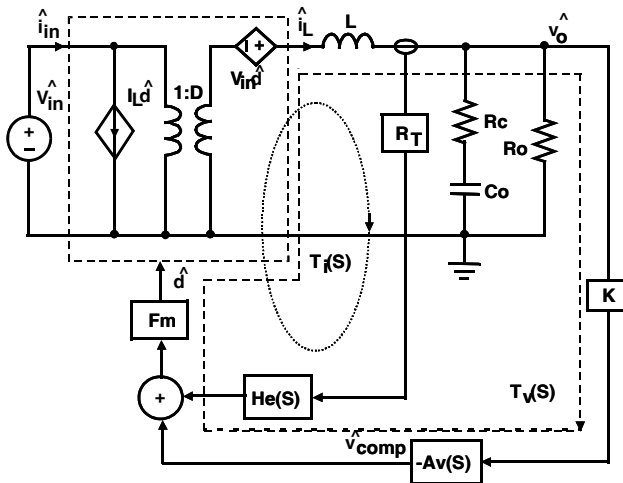 î_in
î_L
L
v̂_o
V̂_in
I_L d̂
1:D
V_in d̂
+
+
−
R_T
Rc
Ro
Co
T_i(S)
d̂
K
Fm
+
He(S)
T_v(S)
v̂_comp
-Av(S)